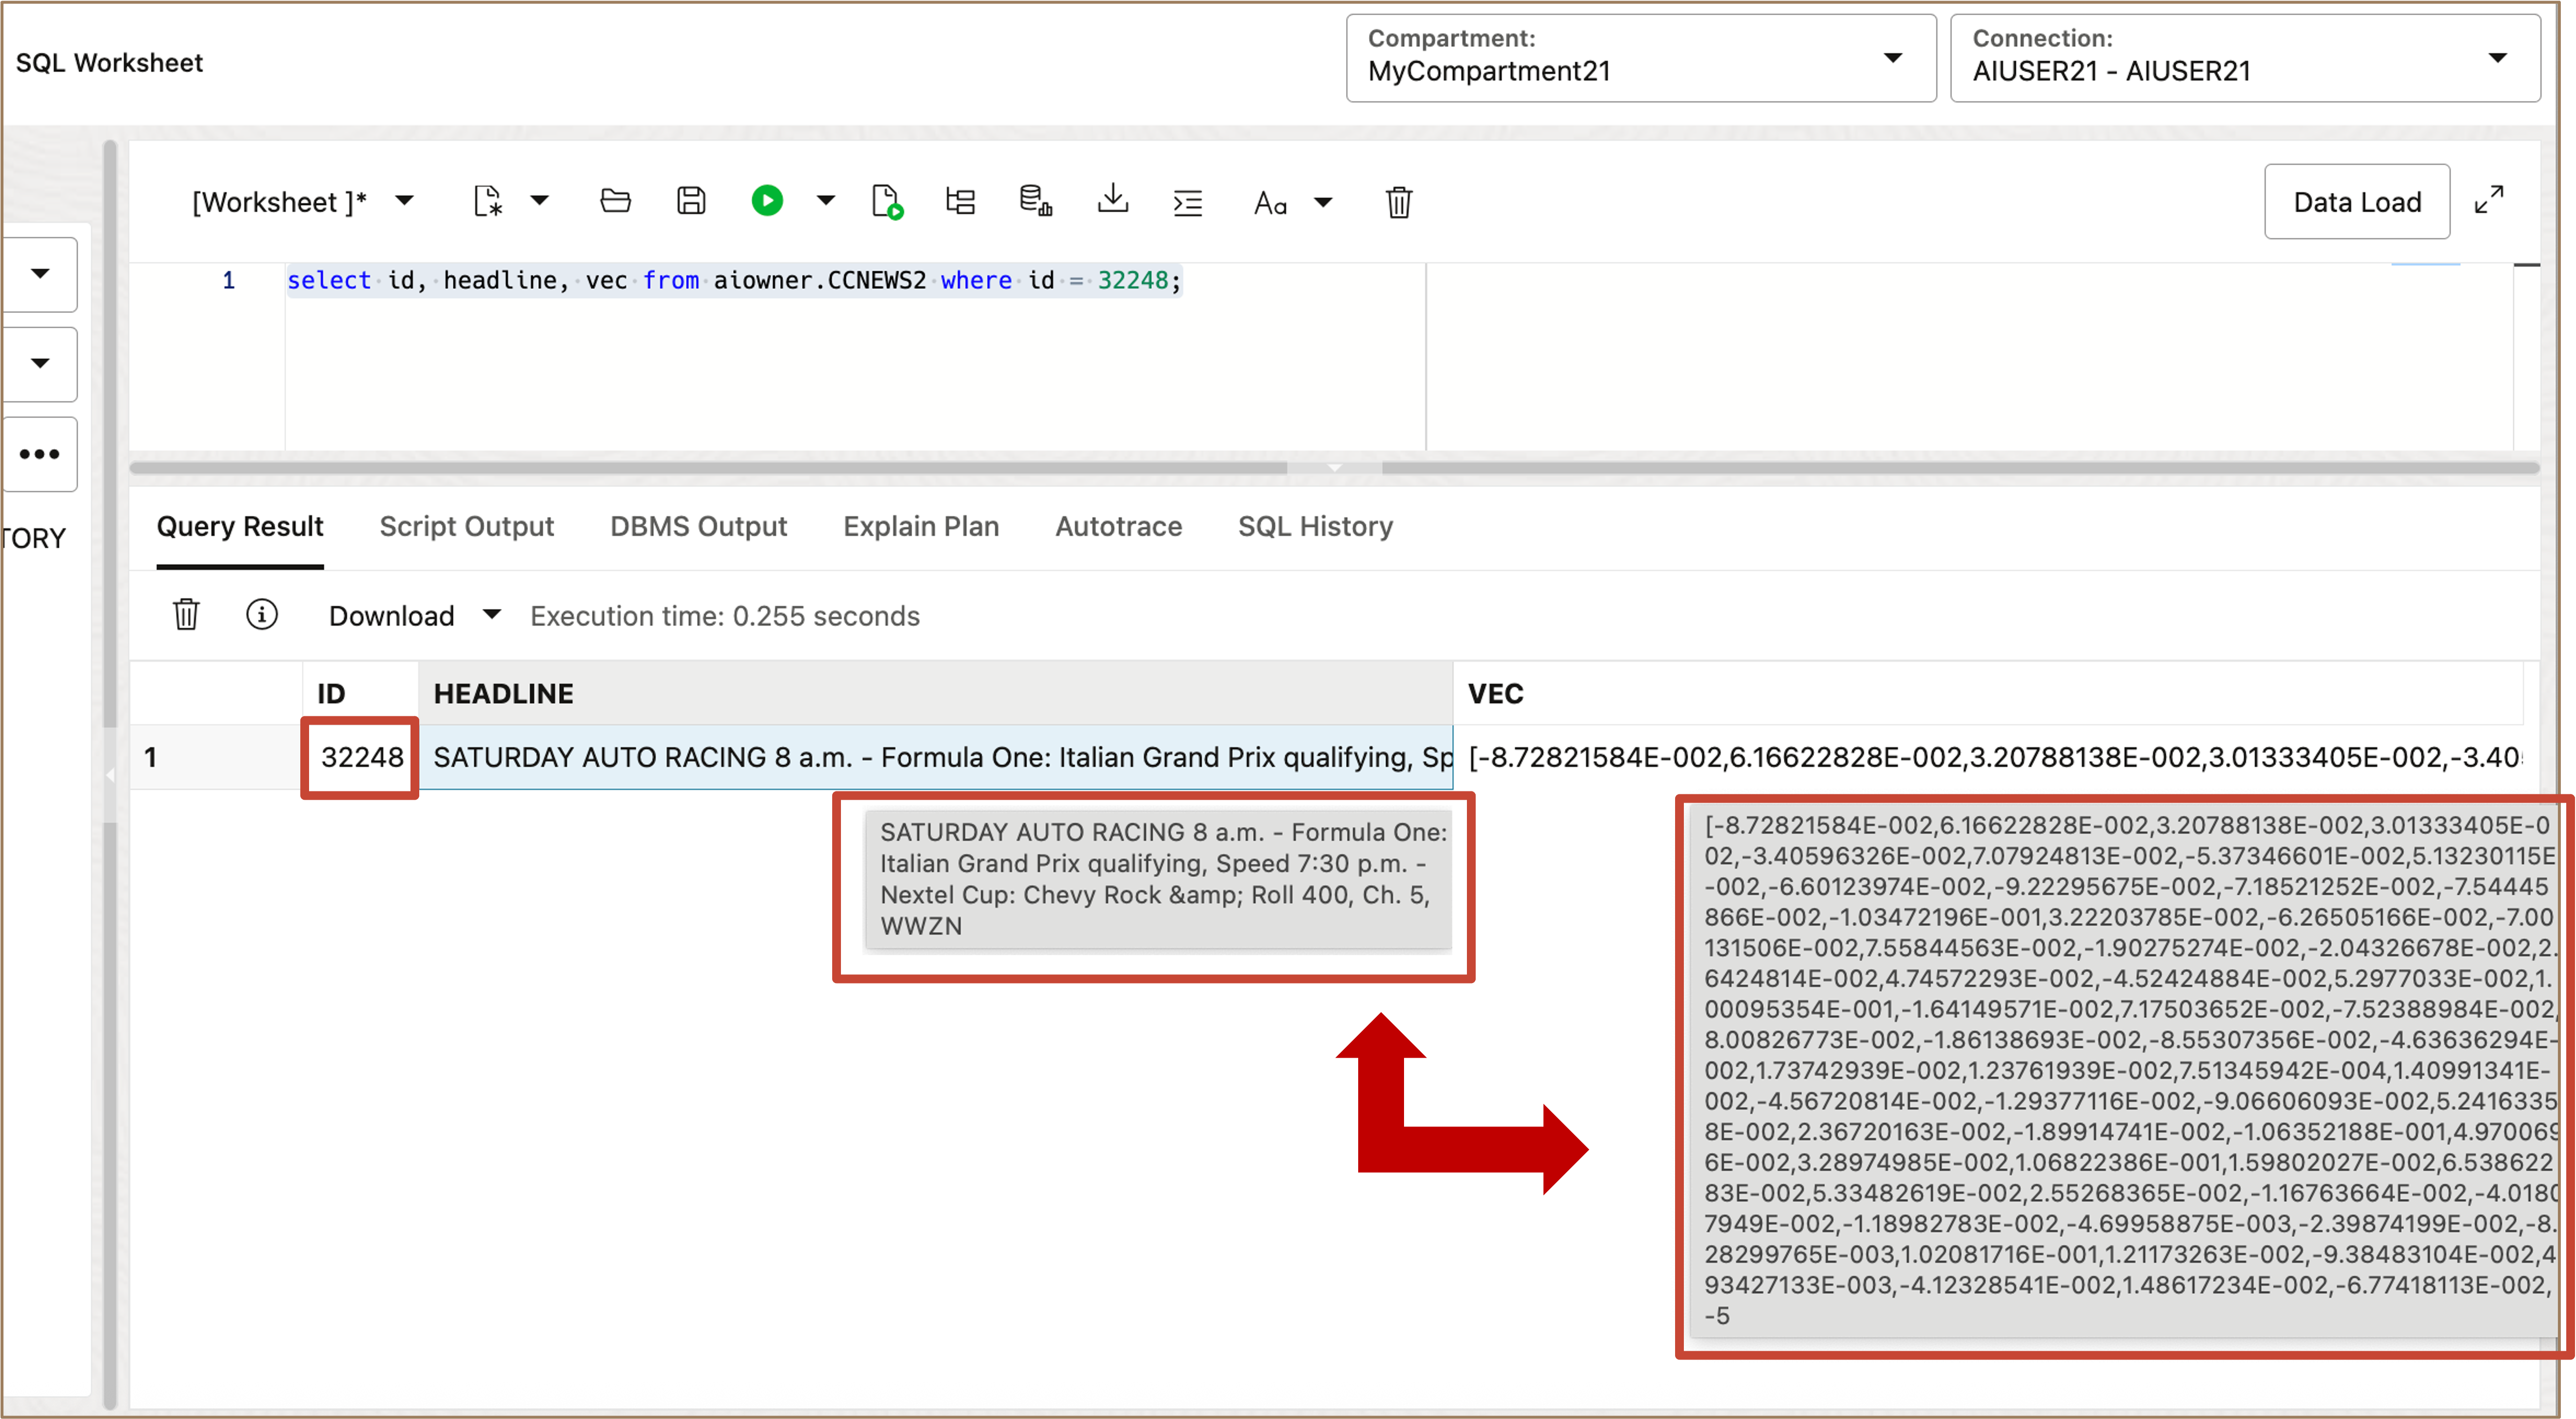 SQL Worksheet
Compartment:
MyCompartment21
Connection:
AIUSER21 - AIUSER21
[Worksheet ]*
Aa
Data Load
1
select id, headline, vec from aiowner.CCNEWS2 where id = 32248;
TORY
Query Result
Script Output
DBMS Output
Explain Plan
Autotrace
SQL History
Download
Execution time: 0.255 seconds
ID
HEADLINE
VEC
1
32248
SATURDAY AUTO RACING 8 a.m. - Formula One: Italian Grand Prix qualifying, Sp
[-8.72821584E-002,6.16622828E-002,3.20788138E-002,3.01333405E-002,-3.40
SATURDAY AUTO RACING 8 a.m. - Formula One:
Italian Grand Prix qualifying, Speed 7:30 p.m. -
Nextel Cup: Chevy Rock &amp; Roll 400, Ch. 5,
WWZN
[-8.72821584E-002,6.16622828E-002,3.20788138E-002,3.01333405E-0
02,-3.40596326E-002,7.07924813E-002,-5.37346601E-002,5.13230115E
-002,-6.60123974E-002,-9.22295675E-002,-7.18521252E-002,-7.54445
866E-002,-1.03472196E-001,3.22203785E-002,-6.26505166E-002,-7.00
131506E-002,7.55844563E-002,-1.90275274E-002,-2.04326678E-002,2.
6424814E-002,4.74572293E-002,-4.52424884E-002,5.2977033E-002,1.
00095354E-001,-1.64149571E-002,7.17503652E-002,-7.52388984E-002,
8.00826773E-002,-1.86138693E-002,-8.55307356E-002,-4.63636294E-
002,1.73742939E-002,1.23761939E-002,7.51345942E-004,1.40991341E-
002,-4.56720814E-002,-1.29377116E-002,-9.06606093E-002,5.2416335
8E-002,2.36720163E-002,-1.89914741E-002,-1.06352188E-001,4.970069
6E-002,3.28974985E-002,1.06822386E-001,1.59802027E-002,6.538622
83E-002,5.33482619E-002,2.55268365E-002,-1.16763664E-002,-4.0180
7949E-002,-1.18982783E-002,-4.69958875E-003,-2.39874199E-002,-8.
28299765E-003,1.02081716E-001,1.21173263E-002,-9.38483104E-002,4
93427133E-003,-4.12328541E-002,1.48617234E-002,-6.77418113E-002,
-5